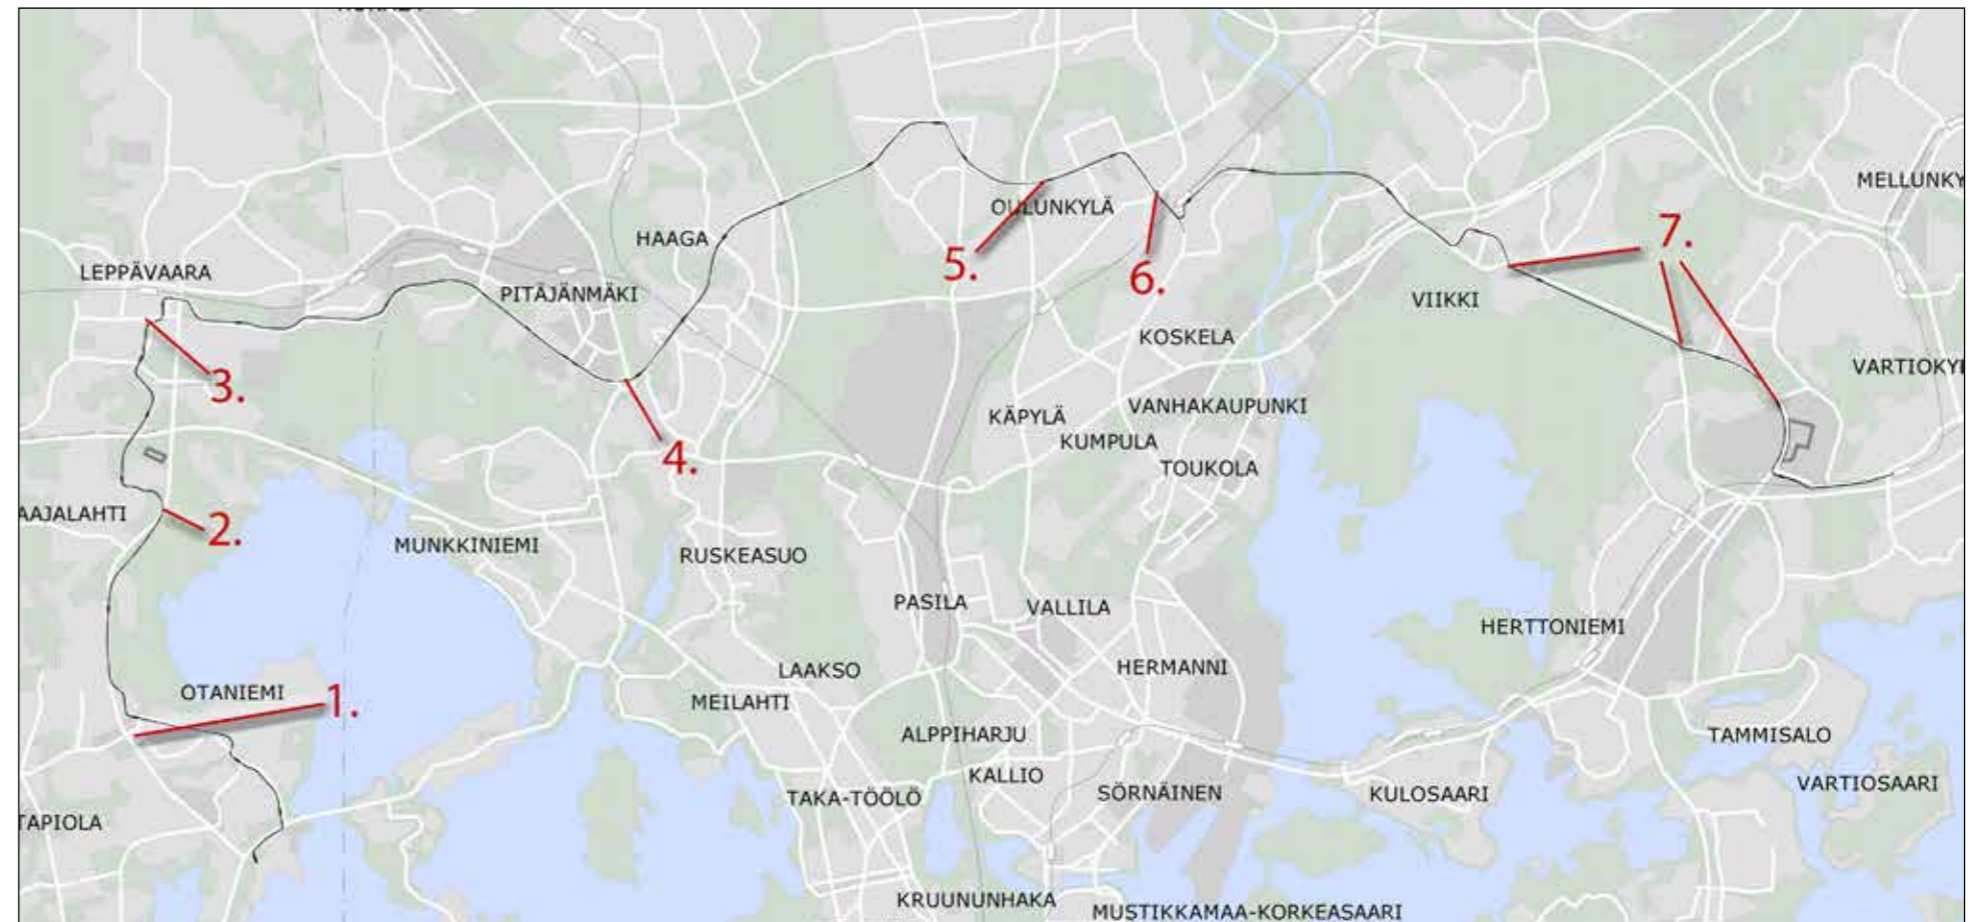 MELLUNKY
OULUNKYLÄ
7.
HAAGA
5.
6.
LEPPÄVAARA
PITÄJÄNMÄKI
VIIKKI
KOSKELA
VARTIOKY
3.
KÄPYLÄ
VANHAKAUPUNKI
KUMPULA
4.
TOUKOLA
AAJALAHTI
2.
MUNKKINIEMI
RUSKEASUO
PASILA
VALLILA
HERTTONIEMI
LAAKSO
HERMANNI
OTANIEMI
1.
MEILAHTI
ALPPIHARJU
TAMMISALO
KALLIO
VARTIOSAARI
TAKA-TÖÖLÖ
SÖRNÄINEN
KULOSAARI
TAPIOLA
KRUUNUNHAKA
MUSTIKKAMAA-KORKEASAARI